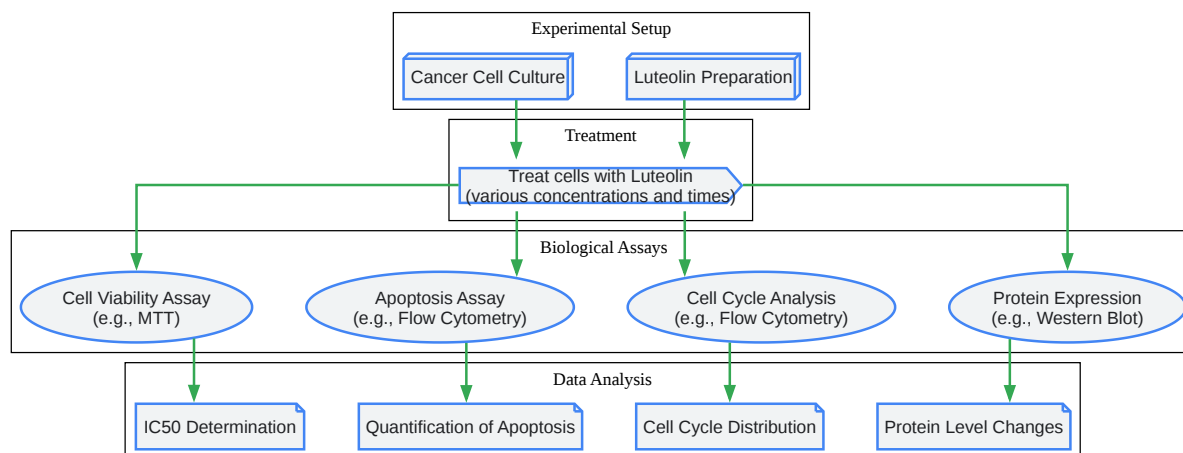 Experimental Setup
Cancer Cell Culture
Luteolin Preparation
Treatment
Treat cells with Luteolin
(various concentrations and times)
Biological Assays
Cell Viability Assay
(e.g., MTT)
Apoptosis Assay
(e.g., Flow Cytometry)
Cell Cycle Analysis
(e.g., Flow Cytometry)
Protein Expression
(e.g., Western Blot)
Data Analysis
IC50 Determination
Quantification of Apoptosis
Cell Cycle Distribution
Protein Level Changes